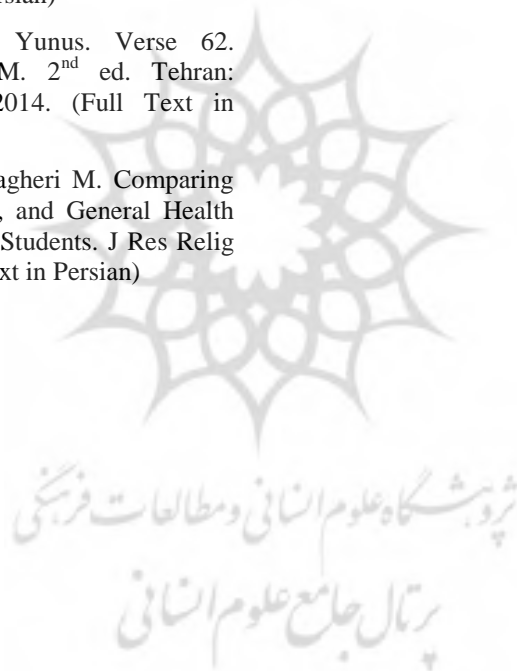 rsian)
Yunus. Verse 62.
M. 2nd ed. Tehran:
2014. (Full Text in
agheri M. Comparing
, and General Health
Students. J Res Relig
xt in Persian)
پژوهشگاه علوم انسانی و مطالعات فرهنگی
پرتال جامع علوم انسانی